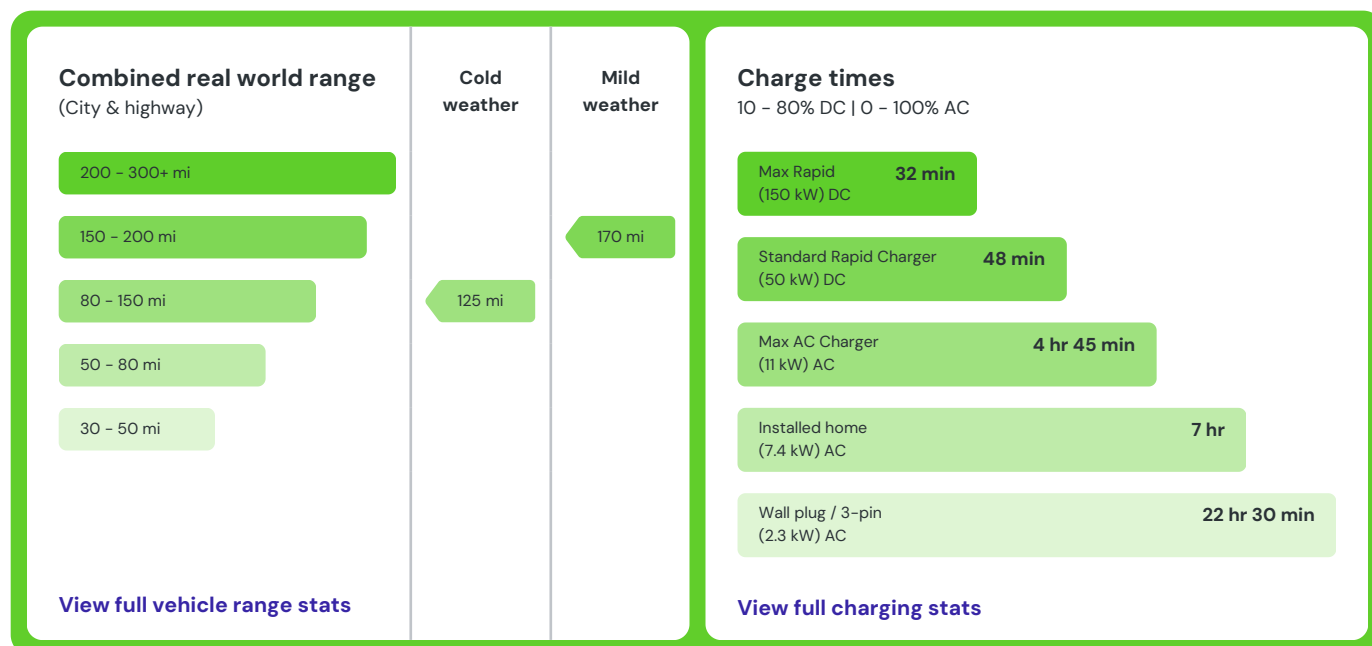 Combined real world range
(City & highway)
Cold
weather
Mild
weather
200 - 300+ mi
150 - 200 mi
170 mi
80 - 150 mi
125 mi
50 - 80 mi
30 - 50 mi
View full vehicle range stats
Charge times
10 - 80% DC | 0 - 100% AC
Max Rapid
(150 kW) DC
32 min
Standard Rapid Charger
(50 kW) DC
48 min
Max AC Charger
(11 kW) AC
4 hr 45 min
Installed home
(7.4 kW) AC
7 hr
Wall plug / 3-pin
(2.3 kW) AC
22 hr 30 min
View full charging stats